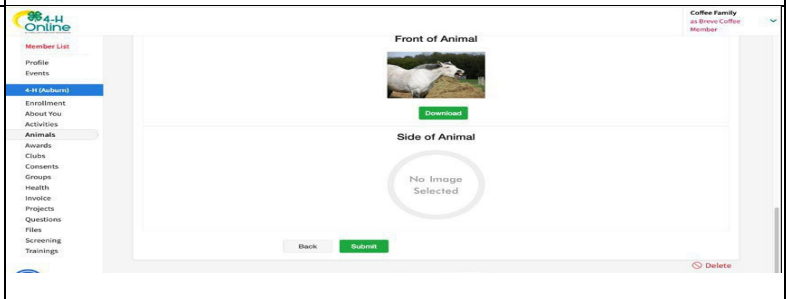 4-H
Online
Coffee Family
as Breve Coffee
Member
Member List
Profile
Events
4-H (Auburn)
Enrollment
About You
Activities
Animals
Awards
Clubs
Consents
Groups
Health
Invoice
Projects
Questions
Files
Screening
Trainings
Front of Animal
Download
Side of Animal
No Image
Selected
Back
Submit
Delete